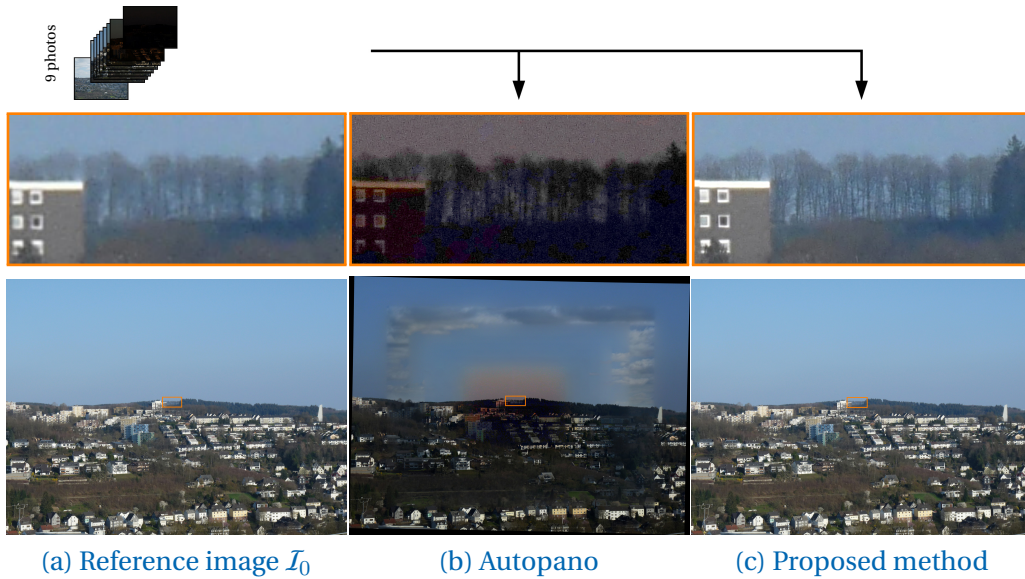 9 photos
(a) Reference image I₀
(b) Autopano
(c) Proposed method